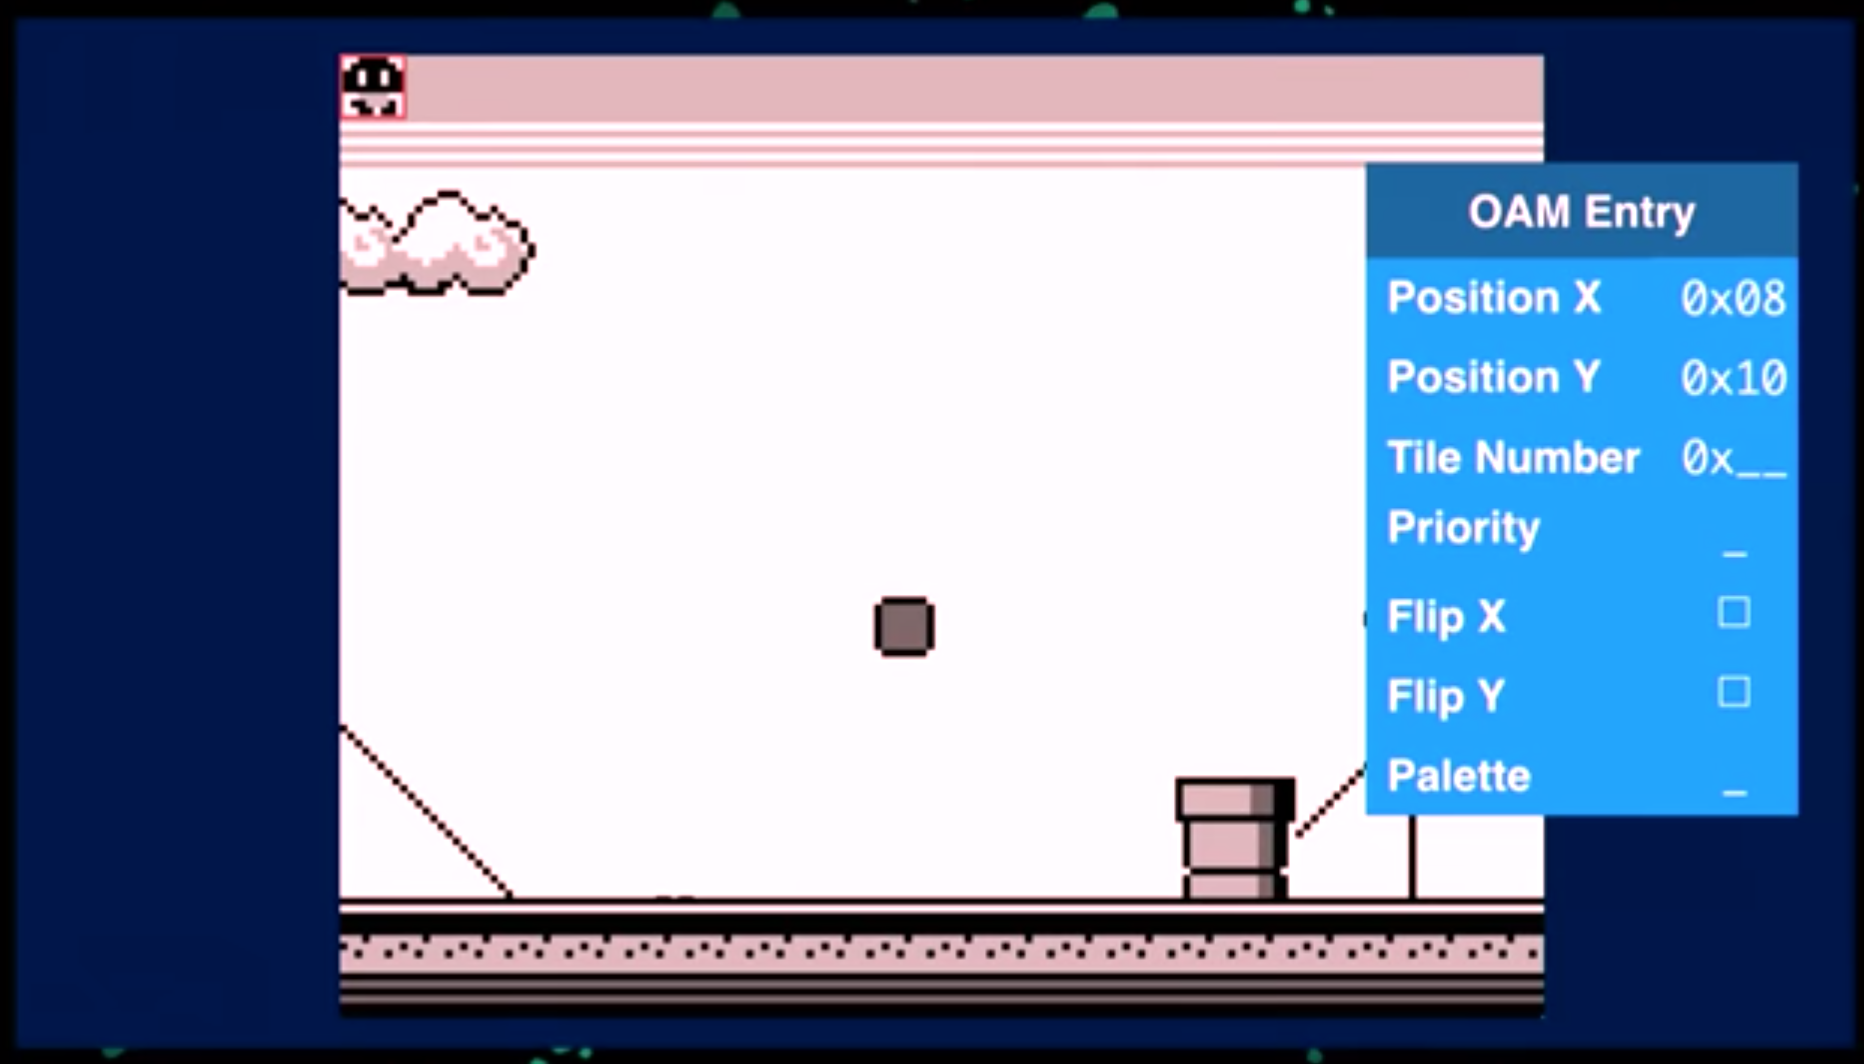 OAM Entry
Position X 0x08
Position Y 0x10
Tile Number 0x__
Priority _
Flip X □
Flip Y □
Palette _